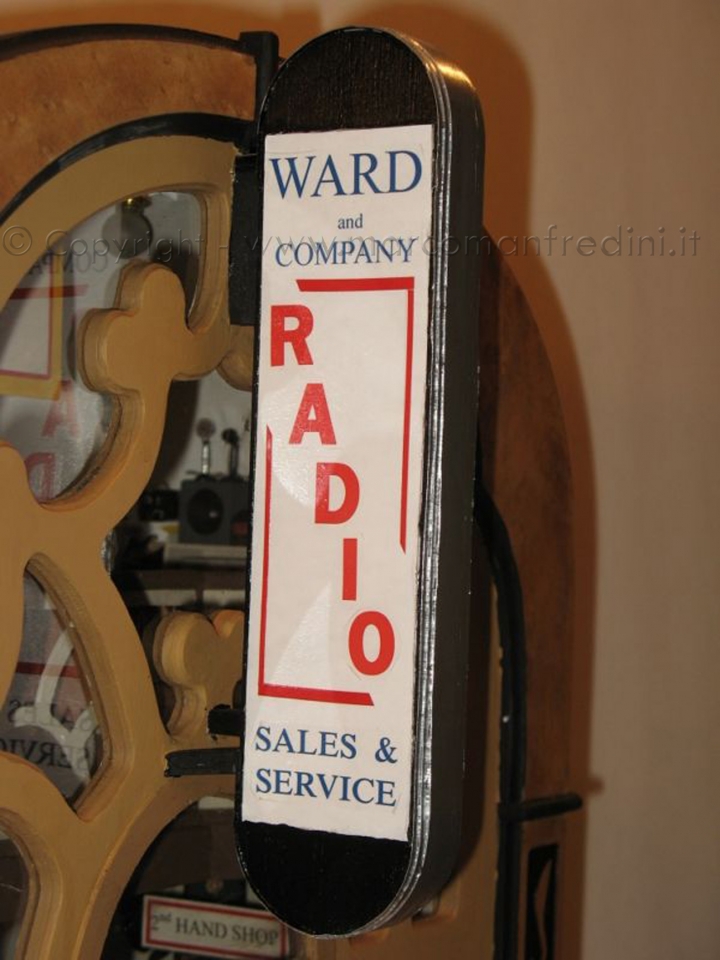 WARD
and
COMPANY
RADIO
SALES &
SERVICE
© Copyright - www.marcomanfredini.it
2nd HAND SHOP